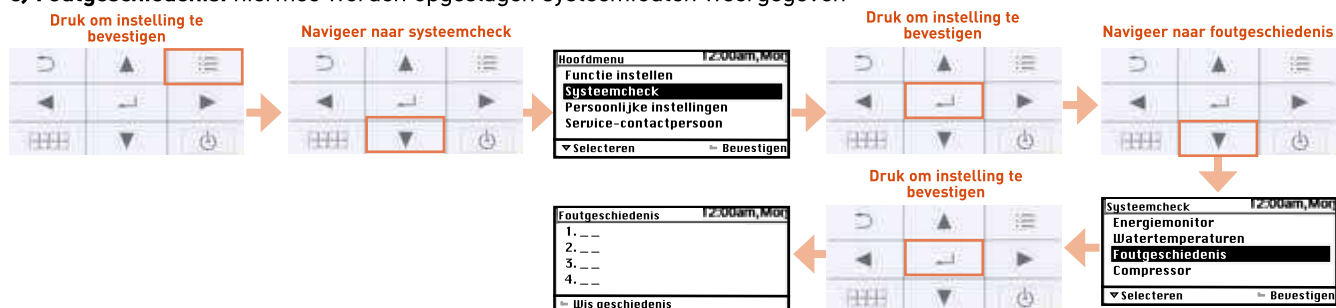 Foutgeschiedenis:
Druk om instelling te
bevestigen
Navigeer naar systeemcheck
Hoofdmenu 12:00am, Mon
Functie instellen
Systeemcheck
Persoonlijke instellingen
Service-contactpersoon
▼Selecteren Bevestigen
Druk om instelling te
bevestigen
Navigeer naar foutgeschiedenis
Systeemcheck 12:00am, Mon
Energiemonitor
Watertemperaturen
Foutgeschiedenis
Compressor
▼Selecteren Bevestigen
Druk om instelling te
bevestigen
Foutgeschiedenis 12:00am, Mon
1. _ _
2. _ _
3. _ _
4. _ _
Wis geschiedenis